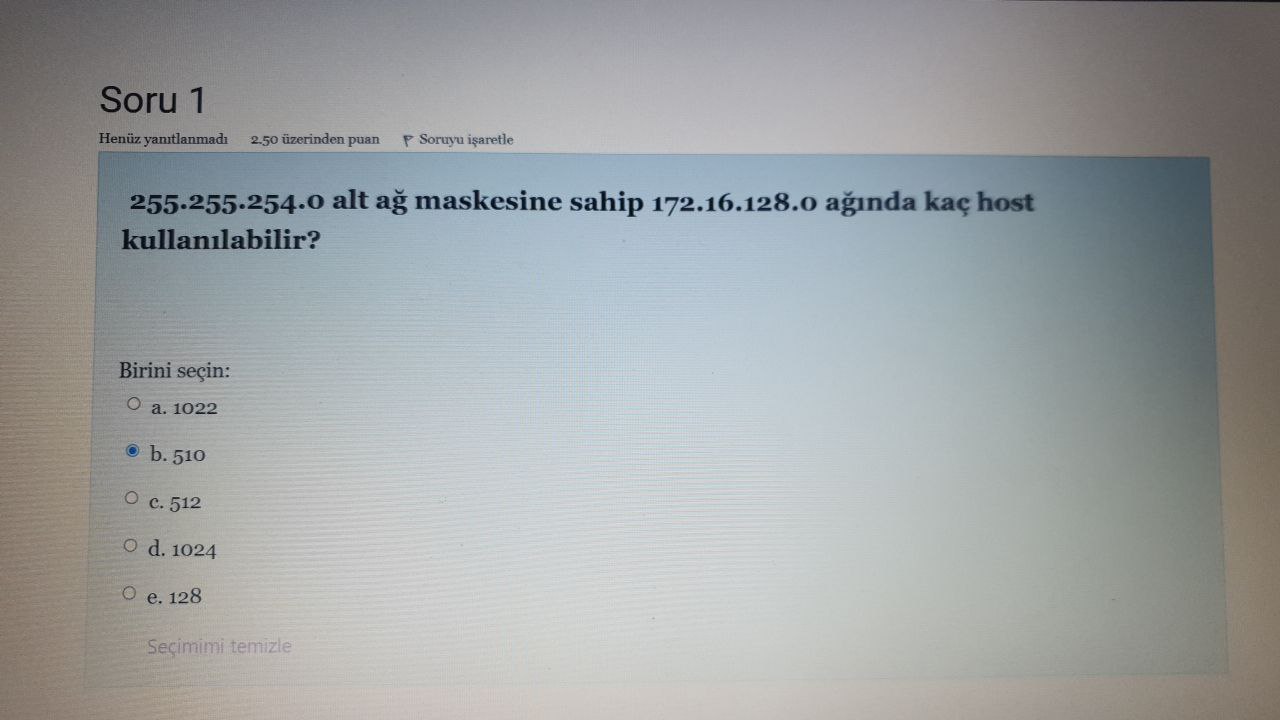 Soru 1
Henüz yanıtlanmadı 2.50 üzerinden puan Soruyu işaretle
255.255.254.0 alt ağ maskesine sahip 172.16.128.0 ağında kaç host
kullanılabilir?
Birini seçin:
a. 1022
b. 510
c. 512
d. 1024
e. 128
Seçimimi temizle